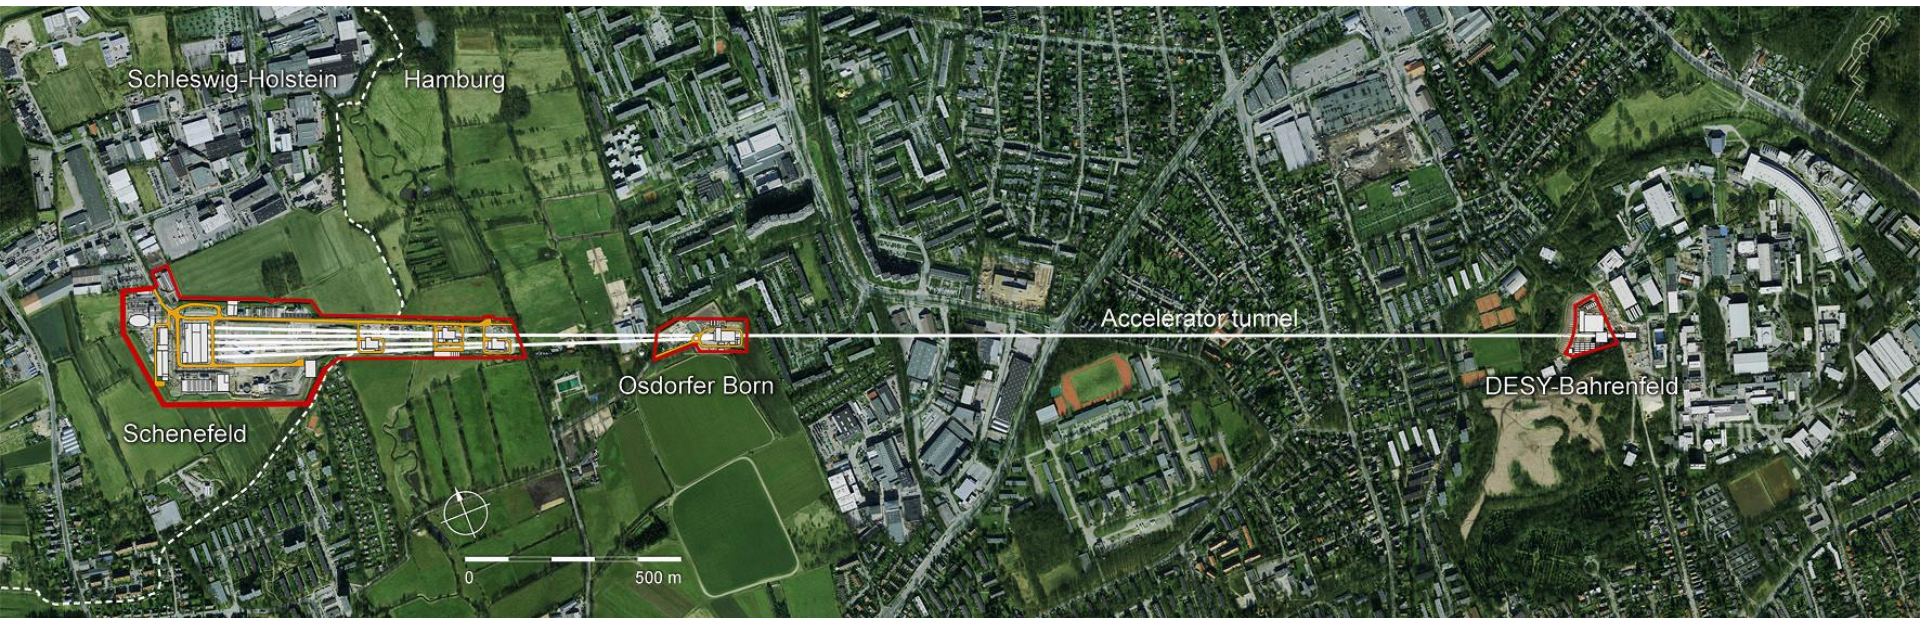 Schleswig-Holstein
Hamburg
Accelerator tunnel
Osdorfer Born
DESY-Bahrenfeld
Schenefeld
0
500 m